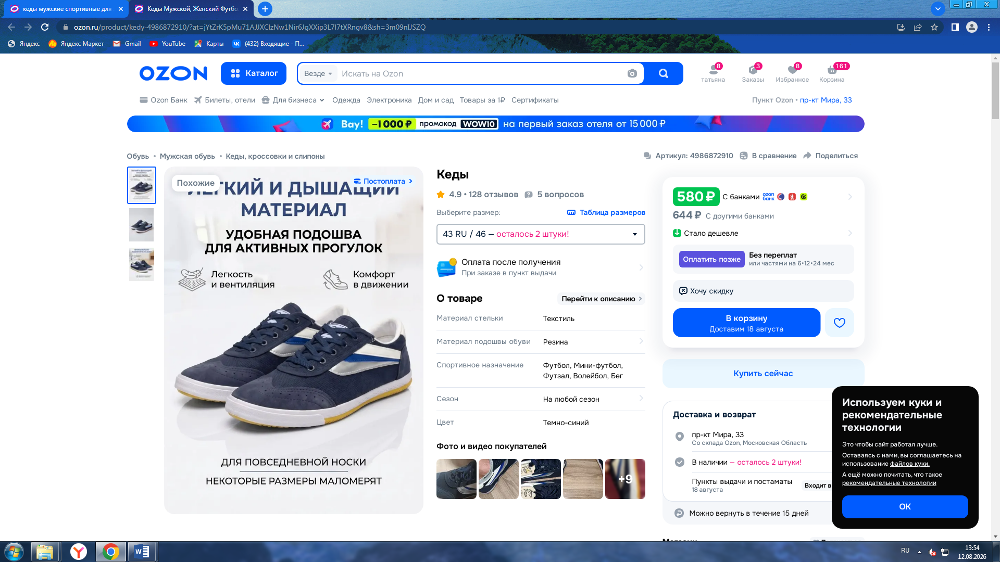 кеды мужские спортивные для
Кеды Мужской, Женский Футбо
ozon.ru/product/kedy-4986872910/?at=jYtZrK5pMu71AJJXClzNw1Nir6JgXXip3L7l7tXRngv8&sh=3m09nIJSZQ
Яндекс
Яндекс Маркет
Gmail
YouTube
Карты
(432) Входящие - П...
OZON
Каталог
Везде
Искать на Ozon
8
татьяна
3
Заказы
8
Избранное
161
Корзина
Ozon Банк
Билеты, отели
Для бизнеса
Одежда
Электроника
Дом и сад
Товары за 1₽
Сертификаты
Пункт Ozon • пр-кт Мира, 33
Вау! −1 000 ₽ промокод WOW10 на первый заказ отеля от 15 000 ₽
Обувь • Мужская обувь • Кеды, кроссовки и слипоны
Артикул: 4986872910
В сравнение
Поделиться
Похожие
Постоплата
ЛЕГКИЙ И ДЫШАЩИЙ
МАТЕРИАЛ
УДОБНАЯ ПОДОШВА
ДЛЯ АКТИВНЫХ ПРОГУЛОК
Легкость
и вентиляция
Комфорт
в движении
ДЛЯ ПОВСЕДНЕВНОЙ НОСКИ
НЕКОТОРЫЕ РАЗМЕРЫ МАЛОМЕРЯТ
Кеды
4.9 • 128 отзывов
5 вопросов
Выберите размер:
Таблица размеров
43 RU / 46 — осталось 2 штуки!
Оплата после получения
При заказе в пункт выдачи
О товаре
Перейти к описанию
Материал стельки
Текстиль
Материал подошвы обуви
Резина
Спортивное назначение
Футбол, Мини-футбол,
Футзал, Волейбол, Бег
Сезон
На любой сезон
Цвет
Темно-синий
Фото и видео покупателей
+9
580 ₽ С банками
ozon банк
644 ₽ С другими банками
Стало дешевле
Оплатить позже
Без переплат
или частями на 6•12•24 мес
Хочу скидку
В корзину
Доставим 18 августа
Купить сейчас
Доставка и возврат
пр-кт Мира, 33
Со склада Ozon, Московская Область
В наличии — осталось 2 штуки!
Пункты выдачи и постаматы
18 августа
Входит в
Можно вернуть в течение 15 дней
Магазин
Используем куки и
рекомендательные
технологии
Это чтобы сайт работал лучше.
Оставаясь с нами, вы соглашаетесь на
использование файлов куки.
А ещё можно почитать, что такое
рекомендательные технологии
ОК
RU
13:54
12.08.2026